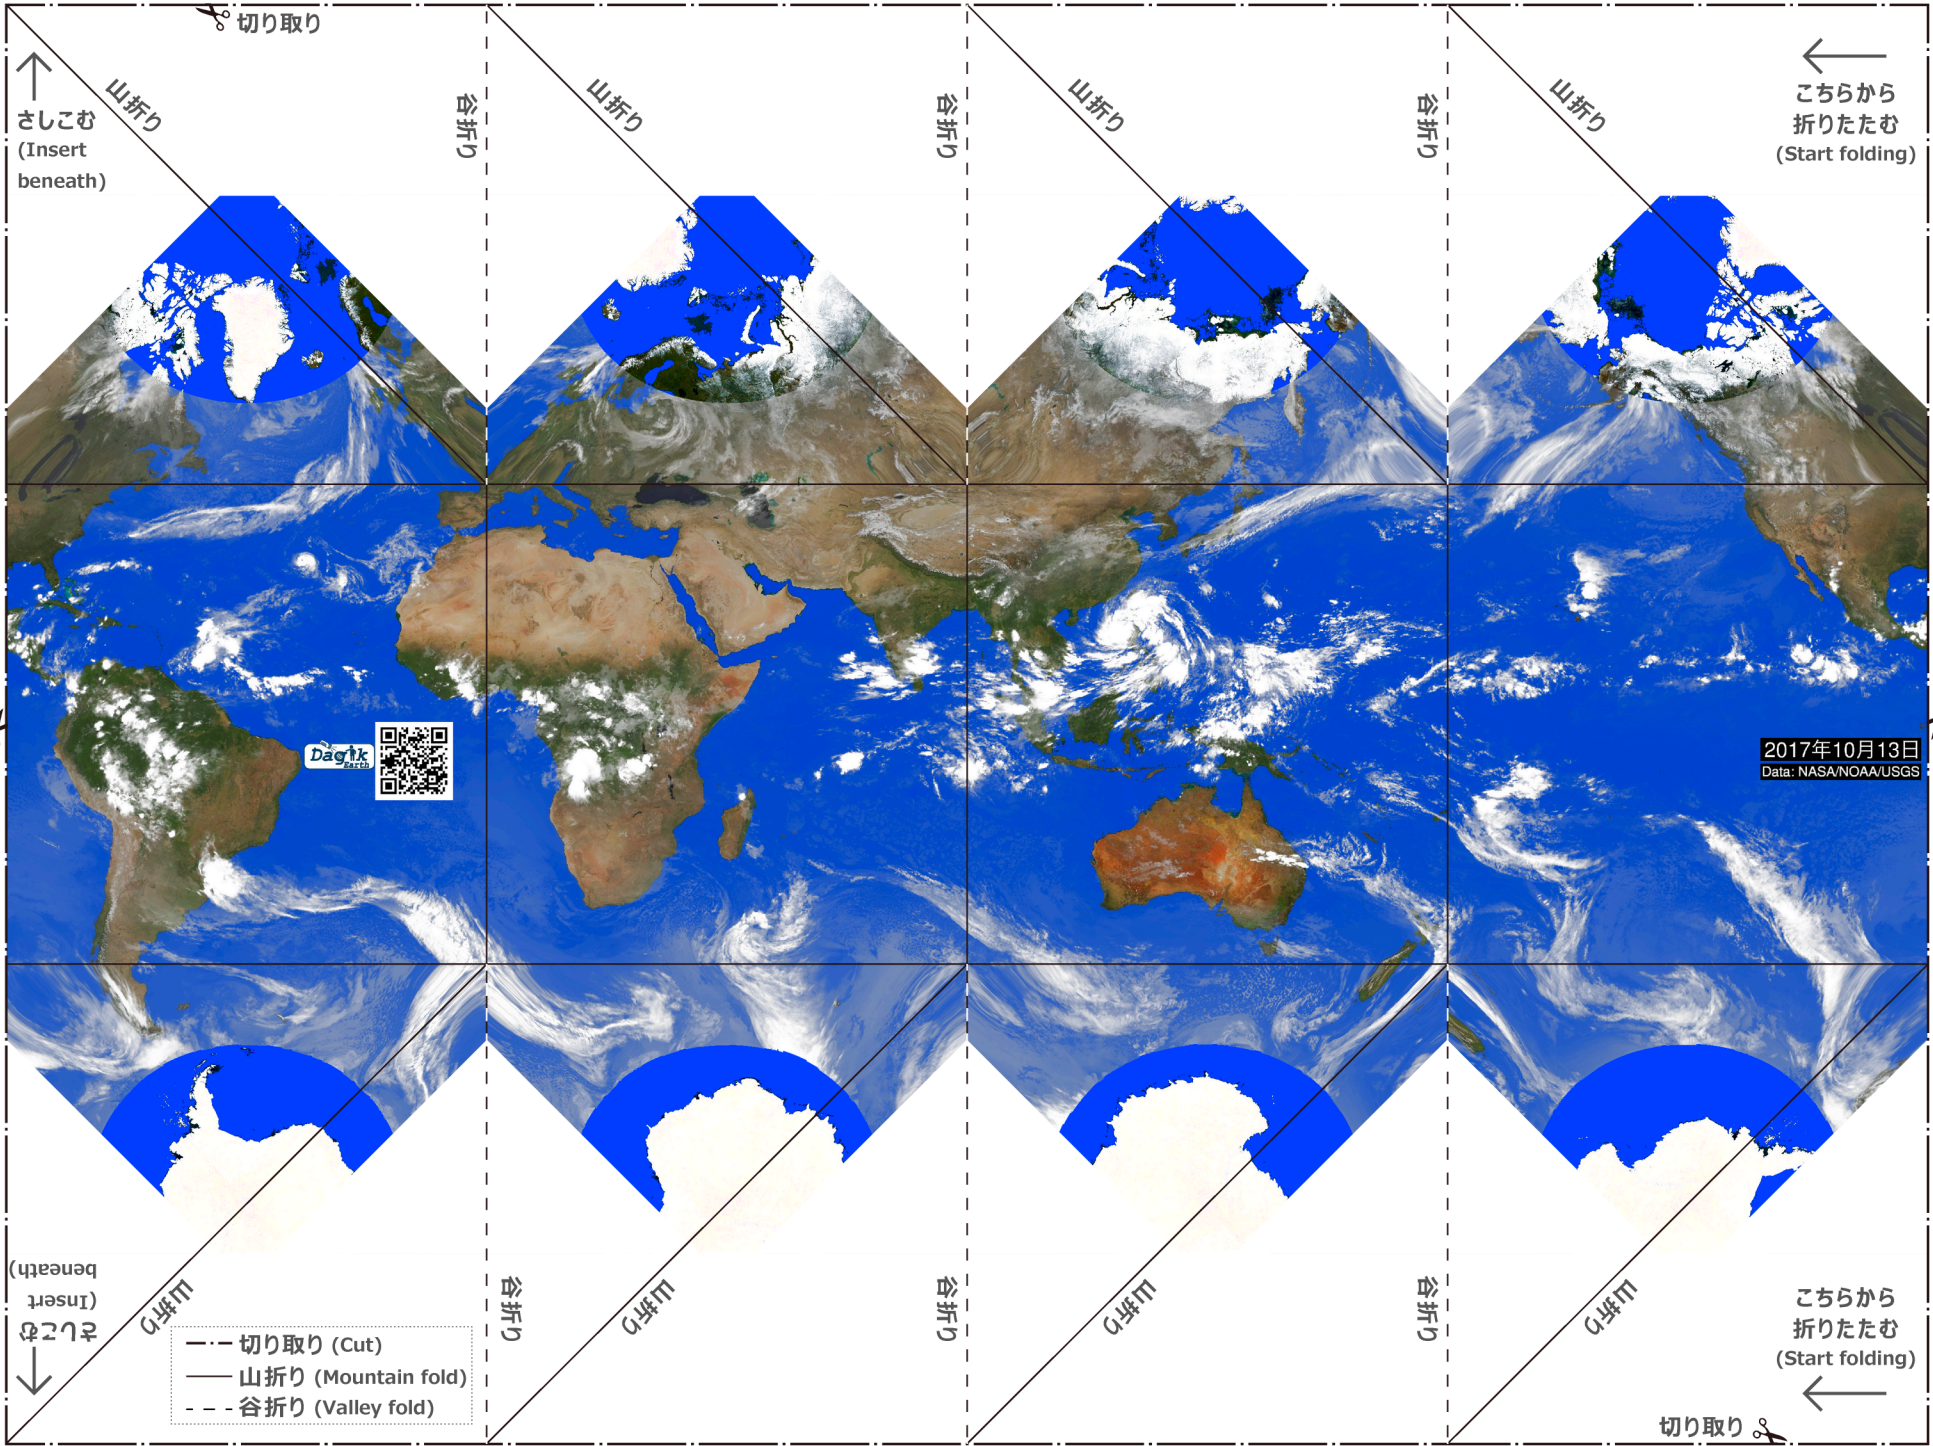 切り取り
山折り
谷折り
山折り
谷折り
山折り
谷折り
山折り
さしこむ
(Insert
beneath)
こちらから
折りたたむ
(Start folding)
Dagik
Earth
2017年10月13日
Data: NASA/NOAA/USGS
さしこむ
(Insert
beneath)
山折り
谷折り
山折り
谷折り
山折り
谷折り
山折り
こちらから
折りたたむ
(Start folding)
切り取り (Cut)
山折り (Mountain fold)
谷折り (Valley fold)
切り取り